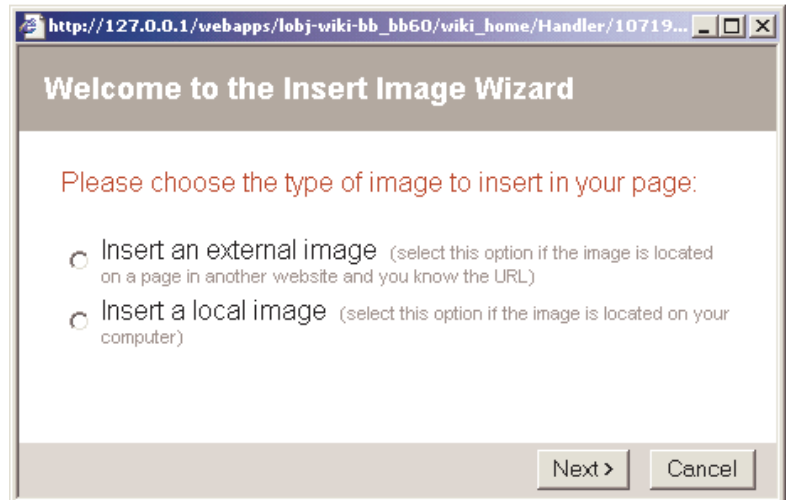 http://127.0.0.1/webapps/lobj-wiki-bb_bb60/wiki_home/Handler/10719...
Welcome to the Insert Image Wizard
Please choose the type of image to insert in your page:
Insert an external image (select this option if the image is located
on a page in another website and you know the URL)
Insert a local image (select this option if the image is located on your
computer)
Next > Cancel